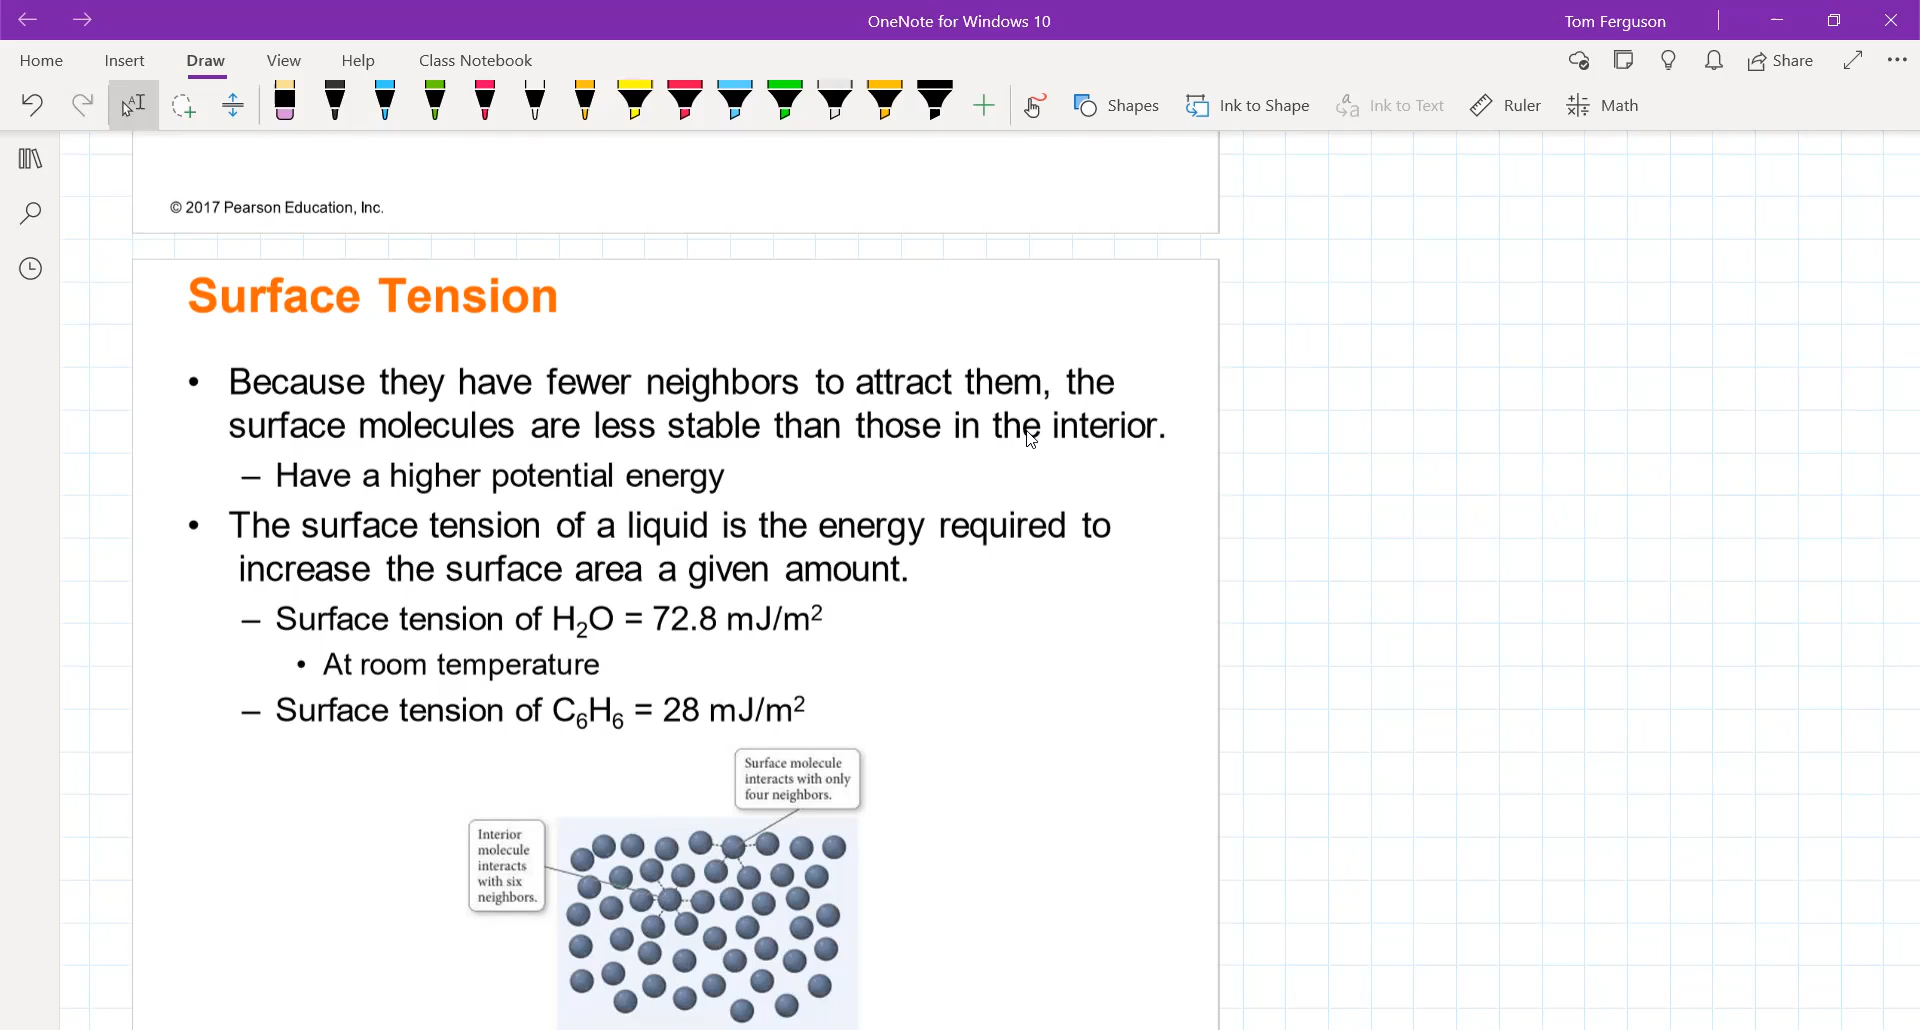 OneNote for Windows 10
Tom Ferguson
Home Insert Draw View Help Class Notebook
Share
Shapes Ink to Shape Ink to Text Ruler Math
© 2017 Pearson Education, Inc.
Surface Tension
• Because they have fewer neighbors to attract them, the
surface molecules are less stable than those in the interior.
– Have a higher potential energy
• The surface tension of a liquid is the energy required to
increase the surface area a given amount.
– Surface tension of H₂O = 72.8 mJ/m²
• At room temperature
– Surface tension of C₆H₆ = 28 mJ/m²
Surface molecule
interacts with only
four neighbors.
Interior
molecule
interacts
with six
neighbors.